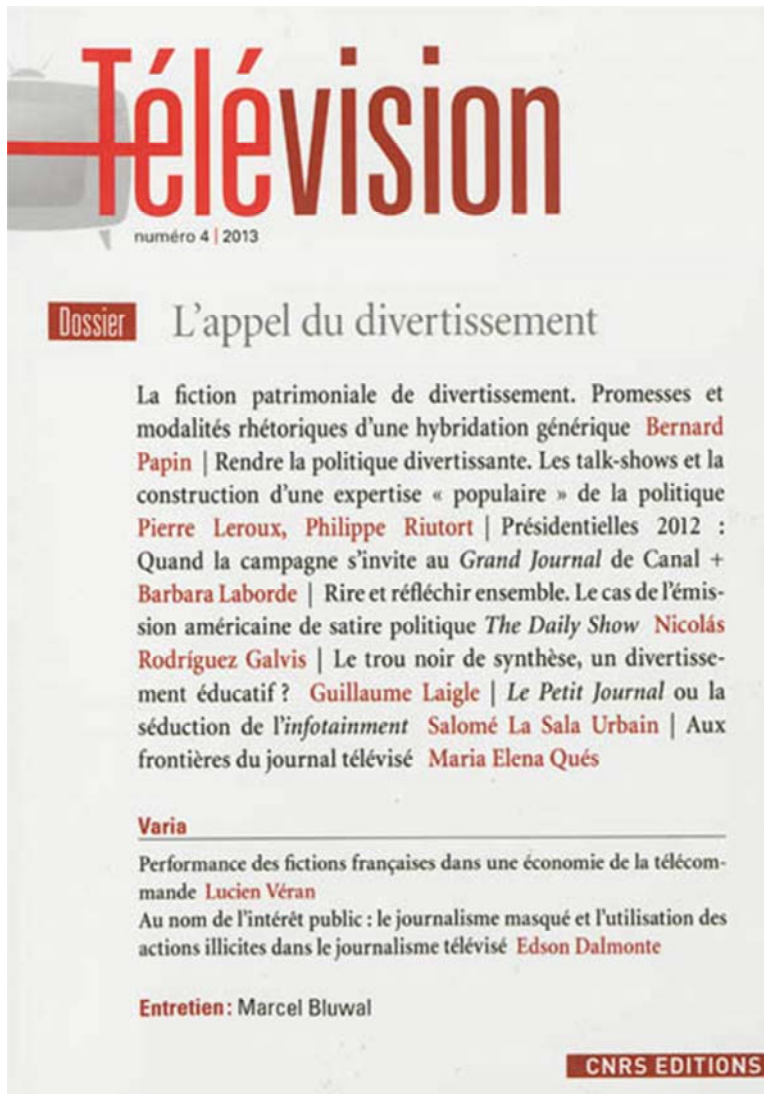 Télévision
numéro 4 | 2013
Dossier L'appel du divertissement
La fiction patrimoniale de divertissement. Promesses et
modalités rhétoriques d'une hybridation générique Bernard
Papin | Rendre la politique divertissante. Les talk-shows et la
construction d'une expertise « populaire » de la politique
Pierre Leroux, Philippe Riutort | Présidentielles 2012 :
Quand la campagne s'invite au Grand Journal de Canal +
Barbara Laborde | Rire et réfléchir ensemble. Le cas de l'émis-
sion américaine de satire politique The Daily Show Nicolás
Rodríguez Galvis | Le trou noir de synthèse, un divertisse-
ment éducatif ? Guillaume Laigle | Le Petit Journal ou la
séduction de l'infotainment Salomé La Sala Urbain | Aux
frontières du journal télévisé Maria Elena Qués
Varia
Performance des fictions françaises dans une économie de la télécom-
mande Lucien Véran
Au nom de l'intérêt public : le journalisme masqué et l'utilisation des
actions illicites dans le journalisme télévisé Edson Dalmonte
Entretien : Marcel Bluwal
CNRS EDITIONS